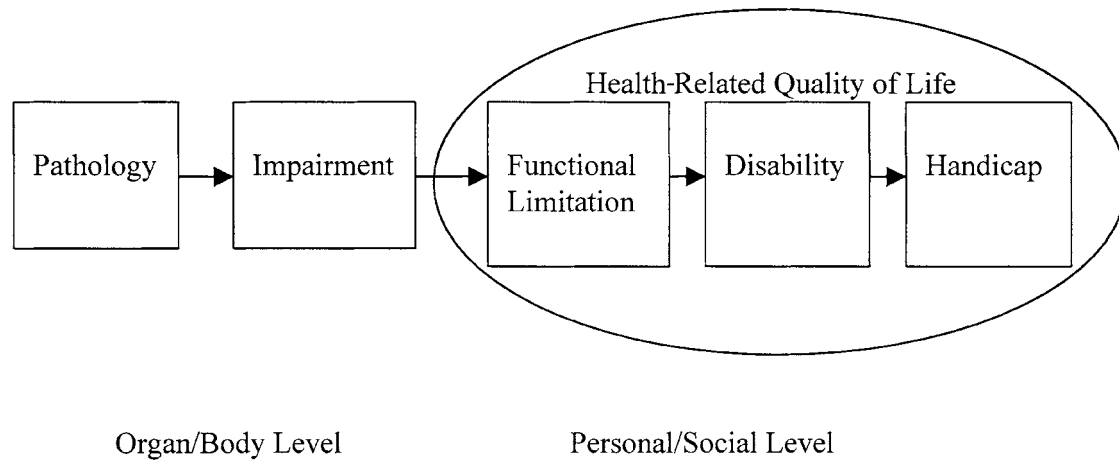 Health-Related Quality of Life
Pathology
Impairment
Functional
Limitation
Disability
Handicap
Organ/Body Level
Personal/Social Level